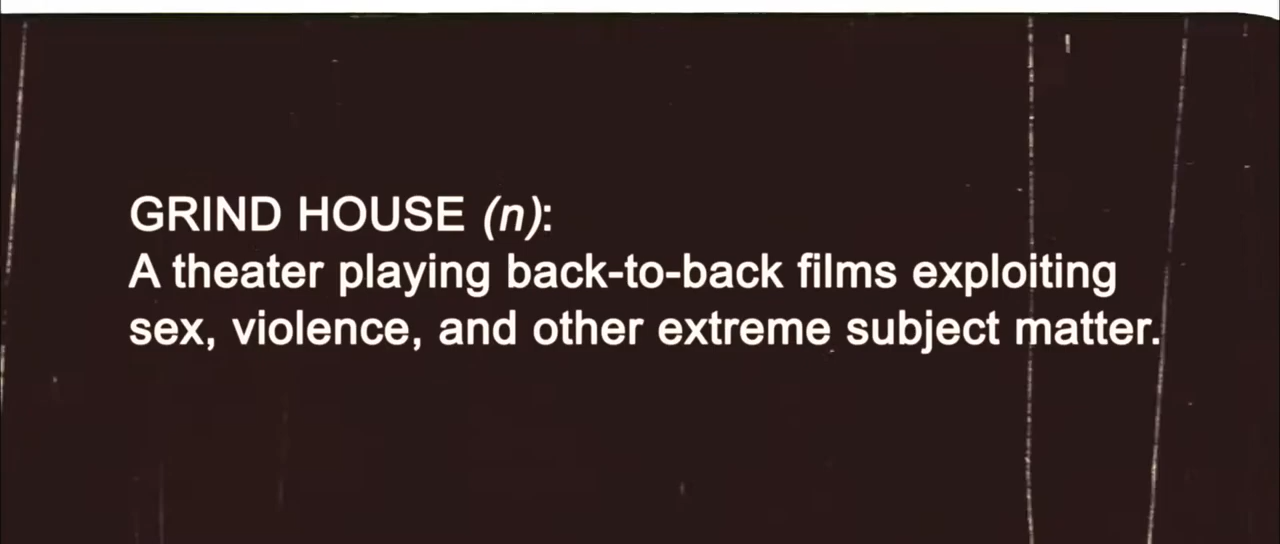 GRIND HOUSE (n):
A theater playing back-to-back films exploiting
sex, violence, and other extreme subject matter.